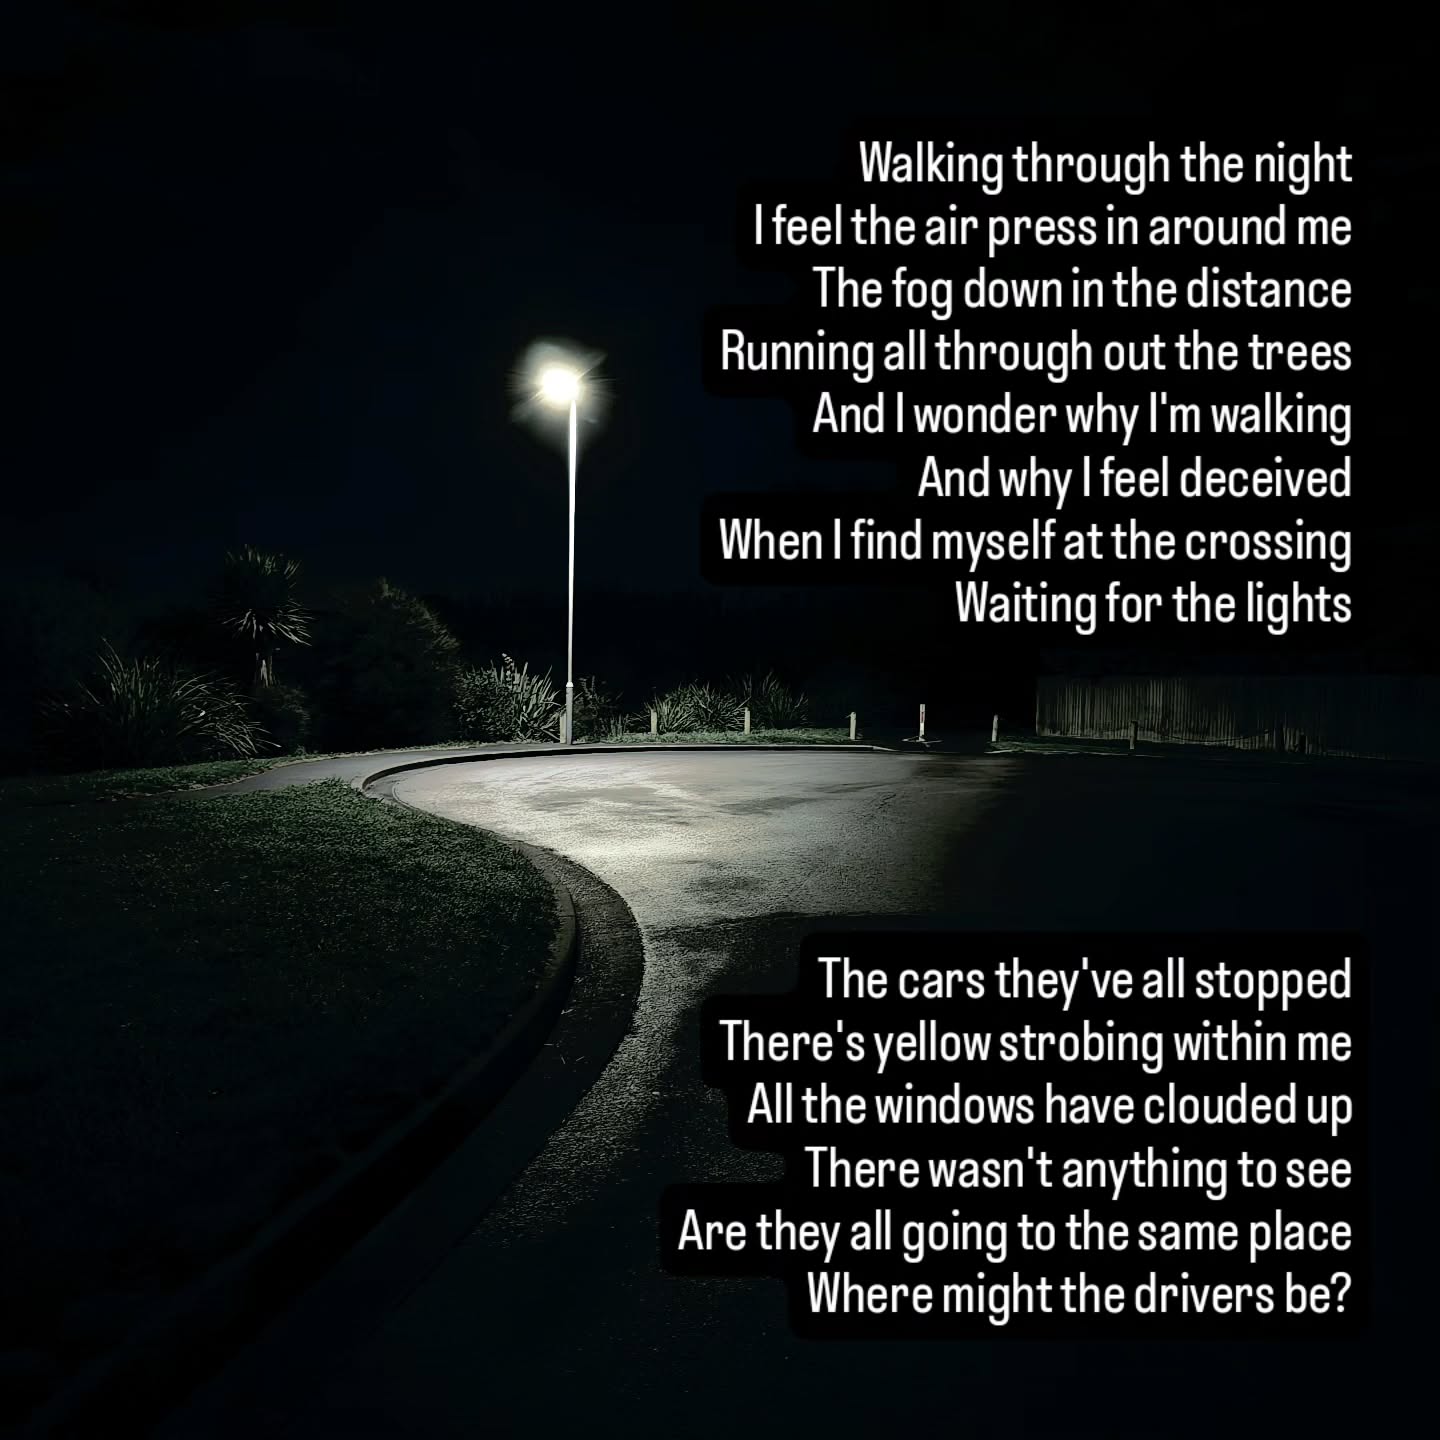 Walking through the night
I feel the air press in around me
The fog down in the distance
Running all through out the trees
And I wonder why I'm walking
And why I feel deceived
When I find myself at the crossing
Waiting for the lights
The cars they've all stopped
There's yellow strobing within me
All the windows have clouded up
There wasn't anything to see
Are they all going to the same place
Where might the drivers be?